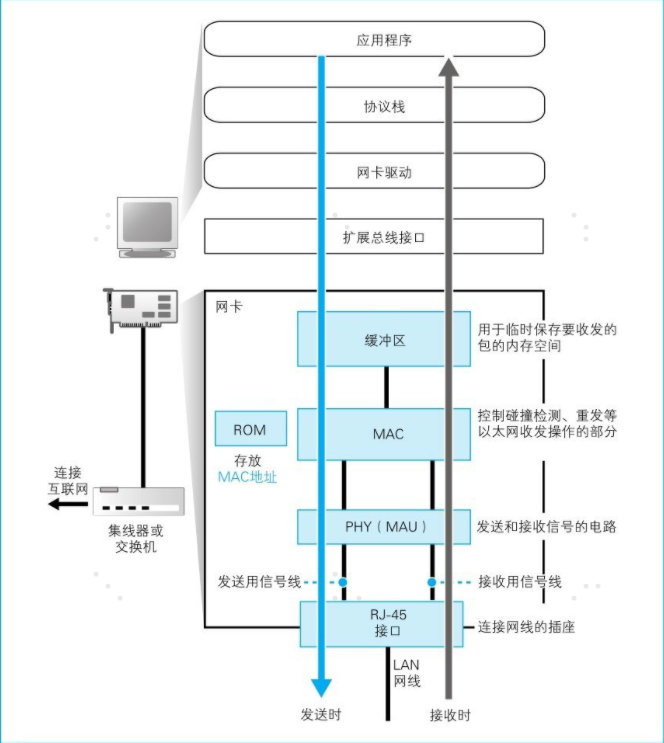 应用程序
协议栈
网卡驱动
扩展总线接口
网卡
缓冲区
用于临时保存要收发的
包的内存空间
ROM
存放
MAC地址
MAC
控制碰撞检测、重发等
以太网收发操作的部分
连接
互联网
集线器或
交换机
PHY（MAU）
发送和接收信号的电路
发送用信号线
接收用信号线
RJ-45
接口
连接网线的插座
LAN
网线
发送时
接收时